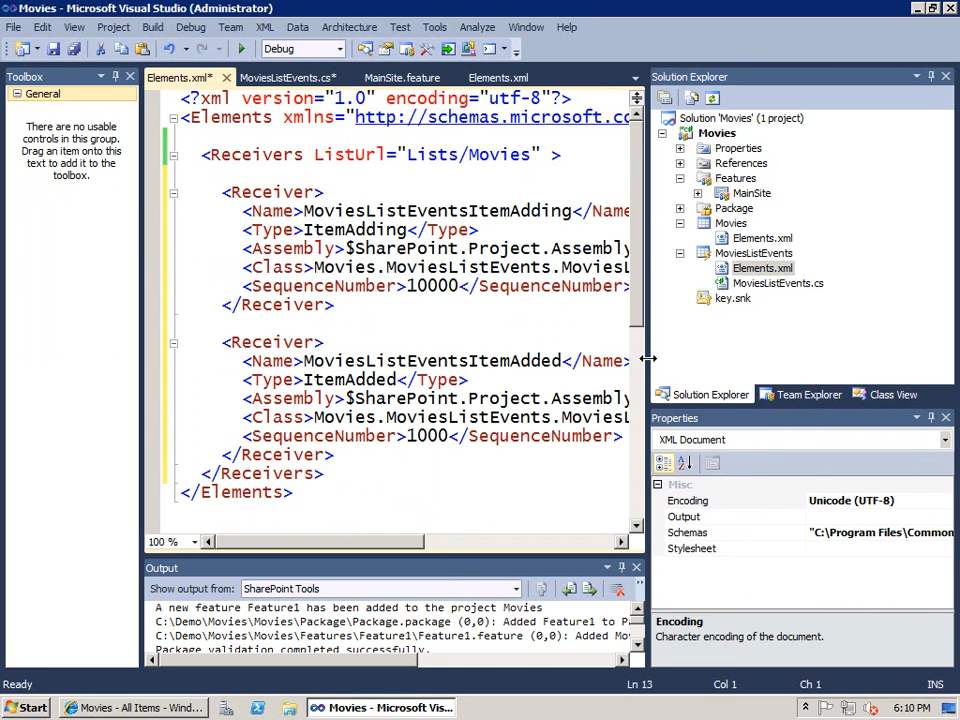 Movies - Microsoft Visual Studio (Administrator)
File Edit View Project Build Debug Team XML Data Architecture Test Tools Analyze Window Help
Debug
Toolbox
General
There are no usable
controls in this group.
Drag an item onto this
text to add it to the
toolbox.
Elements.xml* MoviesListEvents.cs* MainSite.feature Elements.xml
<?xml version="1.0" encoding="utf-8"?>
<Elements xmlns="http://schemas.microsoft.co
<Receivers ListUrl="Lists/Movies" >
<Receiver>
<Name>MoviesListEventsItemAdding</Name
<Type>ItemAdding</Type>
<Assembly>$SharePoint.Project.Assembly
<Class>Movies.MoviesListEvents.MoviesL
<SequenceNumber>10000</SequenceNumber>
</Receiver>
<Receiver>
<Name>MoviesListEventsItemAdded</Name>
<Type>ItemAdded</Type>
<Assembly>$SharePoint.Project.Assembly
<Class>Movies.MoviesListEvents.MoviesL
<SequenceNumber>1000</SequenceNumber>
</Receiver>
</Receivers>
</Elements>
100 %
Output
Show output from: SharePoint Tools
A new feature Feature1 has been added to the project Movies
C:\Demo\Movies\Movies\Package\Package.package (0,0): Added Feature1 to P
C:\Demo\Movies\Movies\Features\Feature1\Feature1.feature (0,0): Added Mo
Package validation completed successfully.
Solution Explorer
Solution 'Movies' (1 project)
Movies
Properties
References
Features
MainSite
Package
Movies
Elements.xml
MoviesListEvents
Elements.xml
MoviesListEvents.cs
key.snk
Solution Explorer Team Explorer Class View
Properties
XML Document
Misc
Encoding Unicode (UTF-8)
Output
Schemas "C:\Program Files\Common
Stylesheet
Encoding
Character encoding of the document.
Ready Ln 13 Col 1 Ch 1 INS
Start Movies - All Items - Wind... Movies - Microsoft Vis... 6:10 PM